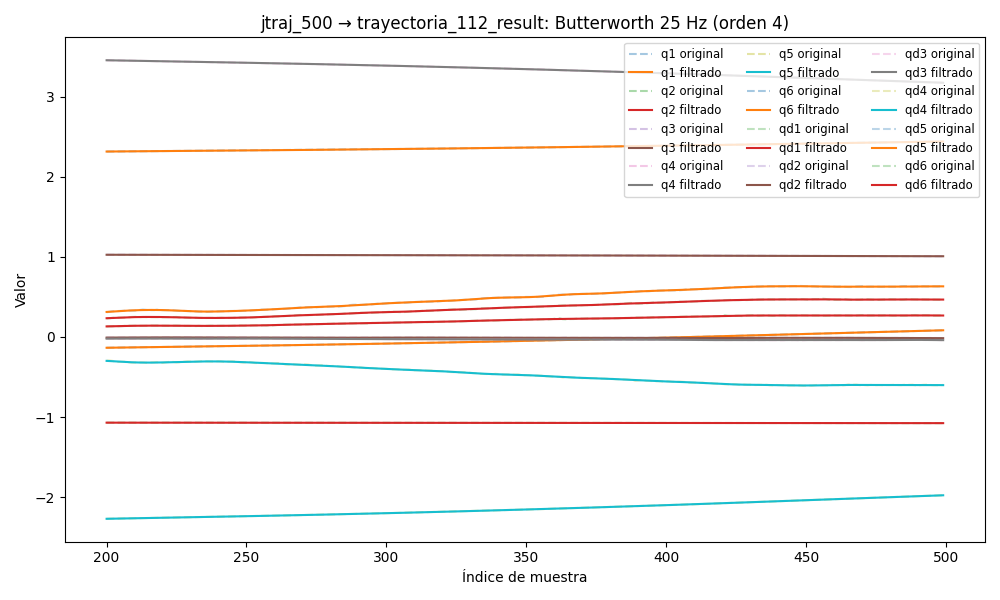 jtraj_500 → trayectoria_112_result: Butterworth 25 Hz (orden 4)
q1 original
q1 filtrado
q2 original
q2 filtrado
q3 original
q3 filtrado
q4 original
q4 filtrado
q5 original
q5 filtrado
q6 original
q6 filtrado
qd1 original
qd1 filtrado
qd2 original
qd2 filtrado
qd3 original
qd3 filtrado
qd4 original
qd4 filtrado
qd5 original
qd5 filtrado
qd6 original
qd6 filtrado
Valor
3
2
1
0
−1
−2
200
250
300
350
400
450
500
Índice de muestra